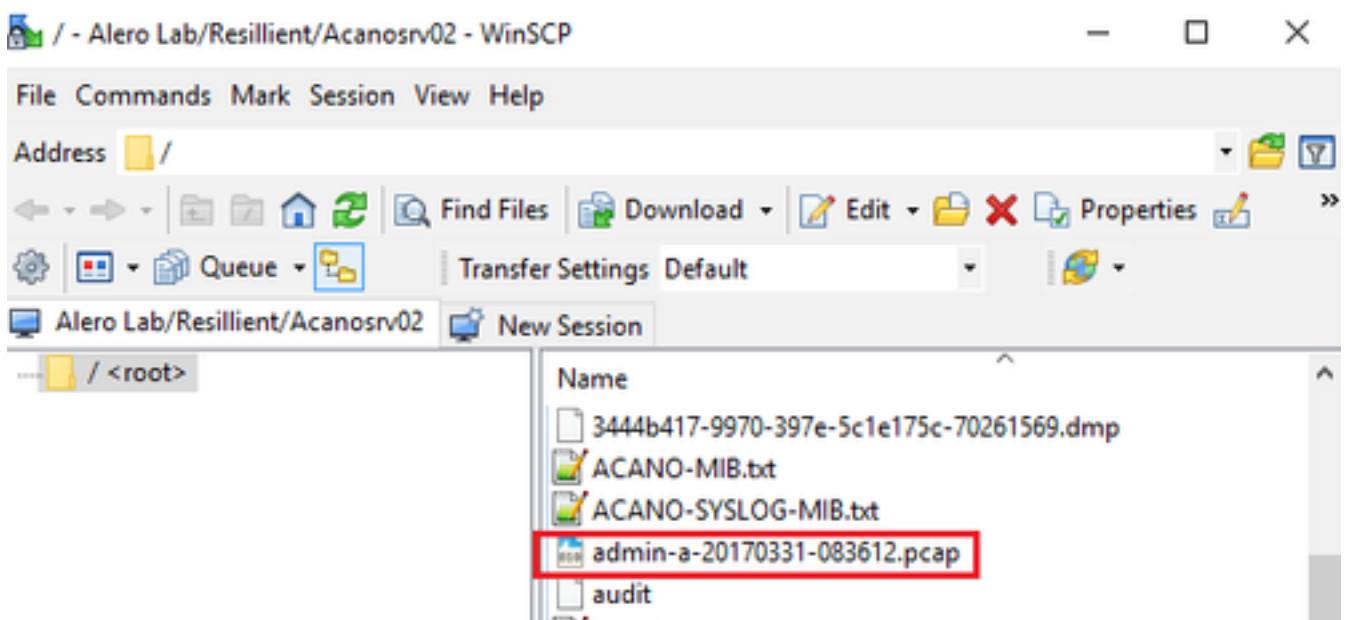 / - Alero Lab/Resillient/Acanosrv02 - WinSCP
File Commands Mark Session View Help
Address / 
Find Files Download Edit Properties »
Queue Transfer Settings Default
Alero Lab/Resillient/Acanosrv02 New Session
/ <root>
Name
3444b417-9970-397e-5c1e175c-70261569.dmp
ACANO-MIB.txt
ACANO-SYSLOG-MIB.txt
admin-a-20170331-083612.pcap
audit